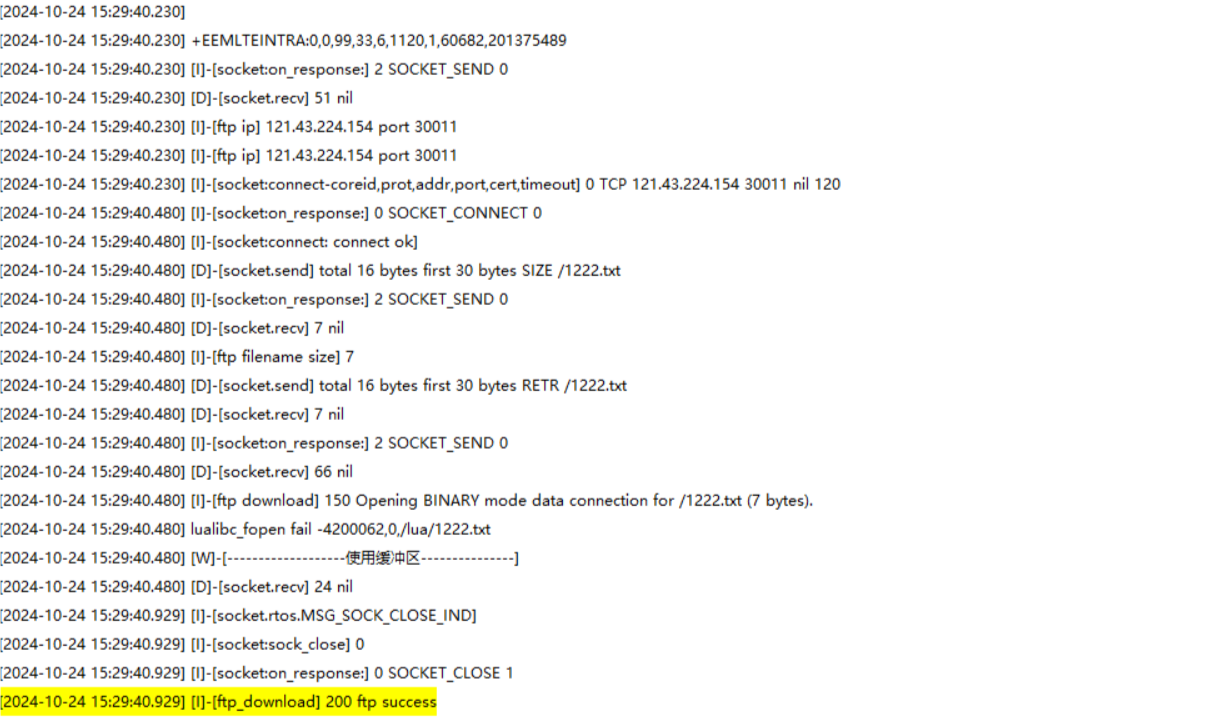 [2024-10-24 15:29:40.230]
[2024-10-24 15:29:40.230] +EEMLTEINTRA:0,0,99,33,6,1120,1,60682,201375489
[2024-10-24 15:29:40.230] [I]-[socket:on_response:] 2 SOCKET_SEND 0
[2024-10-24 15:29:40.230] [D]-[socket.recv] 51 nil
[2024-10-24 15:29:40.230] [I]-[ftp ip] 121.43.224.154 port 30011
[2024-10-24 15:29:40.230] [I]-[ftp ip] 121.43.224.154 port 30011
[2024-10-24 15:29:40.230] [I]-[socket:connect-coreid,prot,addr,port,cert,timeout] 0 TCP 121.43.224.154 30011 nil 120
[2024-10-24 15:29:40.480] [I]-[socket:on_response:] 0 SOCKET_CONNECT 0
[2024-10-24 15:29:40.480] [I]-[socket:connect: connect ok]
[2024-10-24 15:29:40.480] [D]-[socket.send] total 16 bytes first 30 bytes SIZE /1222.txt
[2024-10-24 15:29:40.480] [I]-[socket:on_response:] 2 SOCKET_SEND 0
[2024-10-24 15:29:40.480] [D]-[socket.recv] 7 nil
[2024-10-24 15:29:40.480] [I]-[ftp filename size] 7
[2024-10-24 15:29:40.480] [D]-[socket.send] total 16 bytes first 30 bytes RETR /1222.txt
[2024-10-24 15:29:40.480] [D]-[socket.recv] 7 nil
[2024-10-24 15:29:40.480] [I]-[socket:on_response:] 2 SOCKET_SEND 0
[2024-10-24 15:29:40.480] [D]-[socket.recv] 66 nil
[2024-10-24 15:29:40.480] [I]-[ftp download] 150 Opening BINARY mode data connection for /1222.txt (7 bytes).
[2024-10-24 15:29:40.480] lualibc_fopen fail -4200062,0,/lua/1222.txt
[2024-10-24 15:29:40.480] [W]-[-------------------使用缓冲区---------------]
[2024-10-24 15:29:40.480] [D]-[socket.recv] 24 nil
[2024-10-24 15:29:40.929] [I]-[socket.rtos.MSG_SOCK_CLOSE_IND]
[2024-10-24 15:29:40.929] [I]-[socket:sock_close] 0
[2024-10-24 15:29:40.929] [I]-[socket:on_response:] 0 SOCKET_CLOSE 1
[2024-10-24 15:29:40.929] [I]-[ftp_download] 200 ftp success